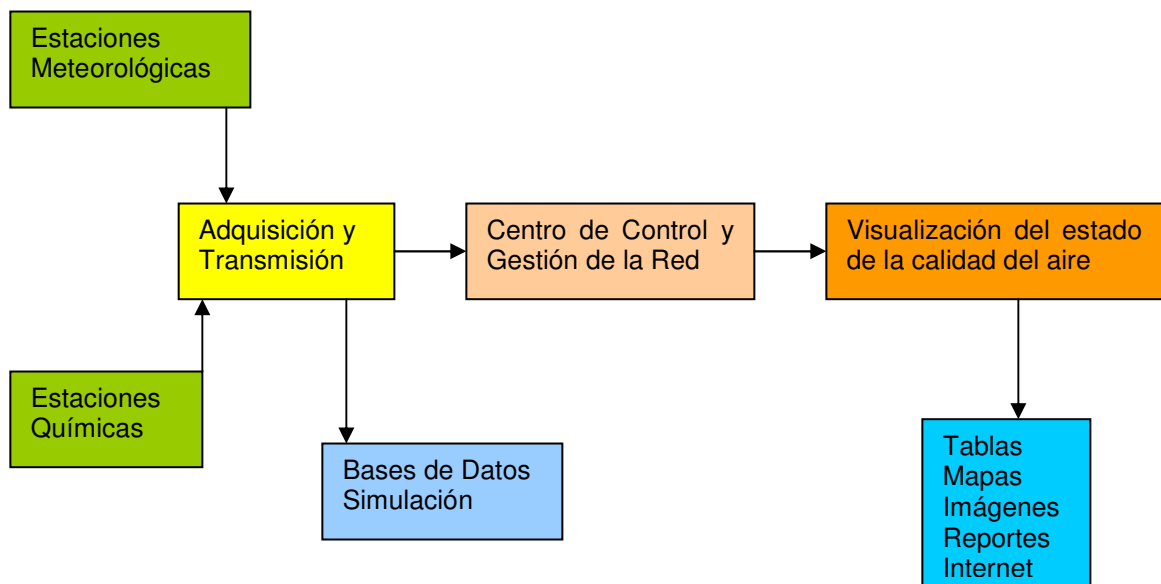 Estaciones
Meteorológicas
Adquisición y
Transmisión
Centro de Control y
Gestión de la Red
Visualización del estado
de la calidad del aire
Estaciones
Químicas
Bases de Datos
Simulación
Tablas
Mapas
Imágenes
Reportes
Internet